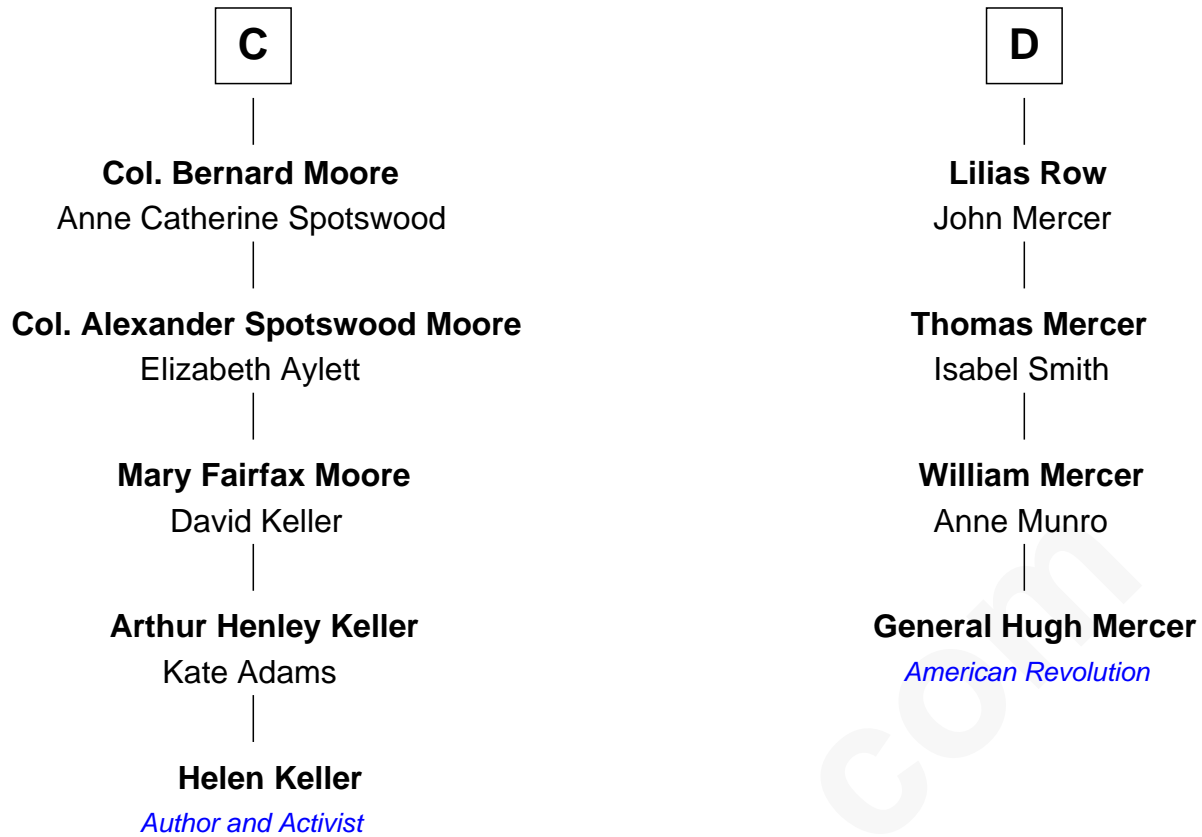 C
Col. Bernard Moore
Anne Catherine Spotswood
Col. Alexander Spotswood Moore
Elizabeth Aylett
Mary Fairfax Moore
David Keller
Arthur Henley Keller
Kate Adams
Helen Keller
Author and Activist
D
Lilias Row
John Mercer
Thomas Mercer
Isabel Smith
William Mercer
Anne Munro
General Hugh Mercer
American Revolution
com